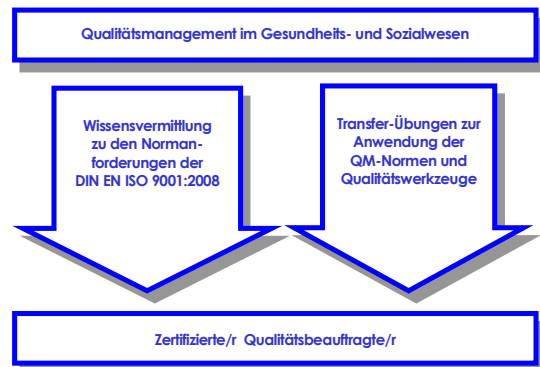 Qualitätsmanagement im Gesundheits- und Sozialwesen
Wissensvermittlung
zu den Norman-
forderungen der
DIN EN ISO 9001:2008
Transfer-Übungen zur
Anwendung der
QM-Normen und
Qualitätswerkzeuge
Zertifizierte/r Qualitätsbeauftragte/r